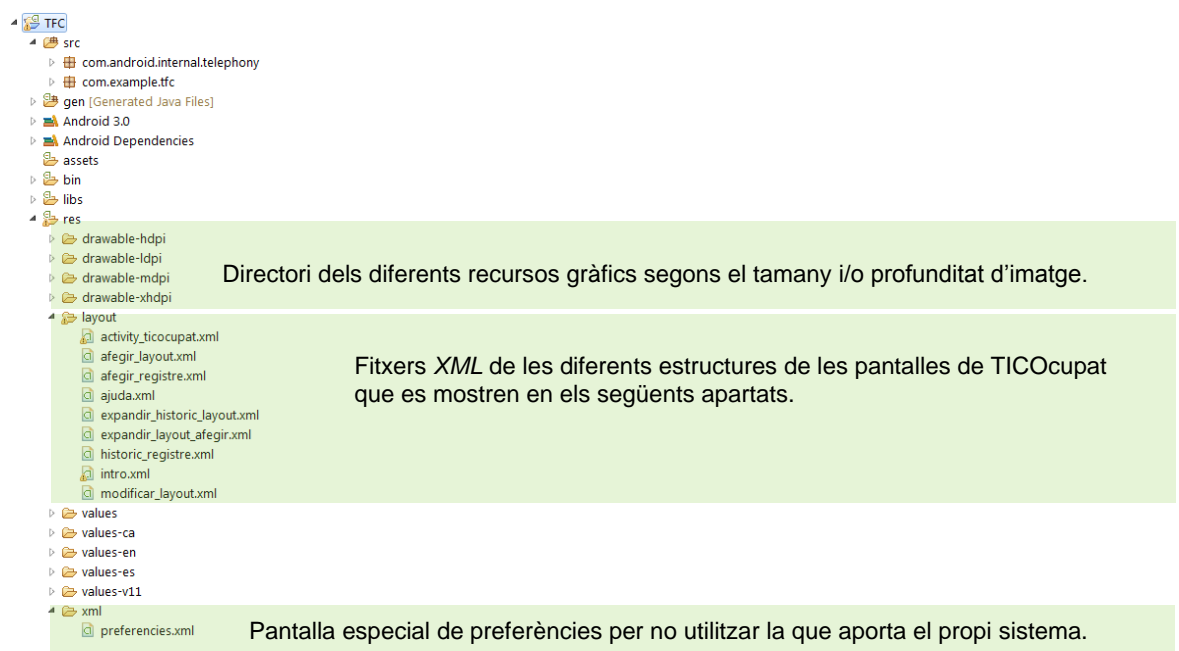 TFC
src
com.android.internal.telephony
com.example.tfc
gen [Generated Java Files]
Android 3.0
Android Dependencies
assets
bin
libs
res
drawable-hdpi
drawable-ldpi
drawable-mdpi
drawable-xhdpi
Directori dels diferents recursos gràfics segons el tamany i/o profunditat d'imatge.
layout
activity_ticocupat.xml
afegir_layout.xml
afegir_registre.xml
ajuda.xml
expandir_historic_layout.xml
expandir_layout_afegir.xml
historic_registre.xml
intro.xml
modificar_layout.xml
Fitxers XML de les diferents estructures de les pantalles de TICOcupat
que es mostren en els següents apartats.
values
values-ca
values-en
values-es
values-v11
xml
preferencies.xml
Pantalla especial de preferències per no utilitzar la que aporta el propi sistema.